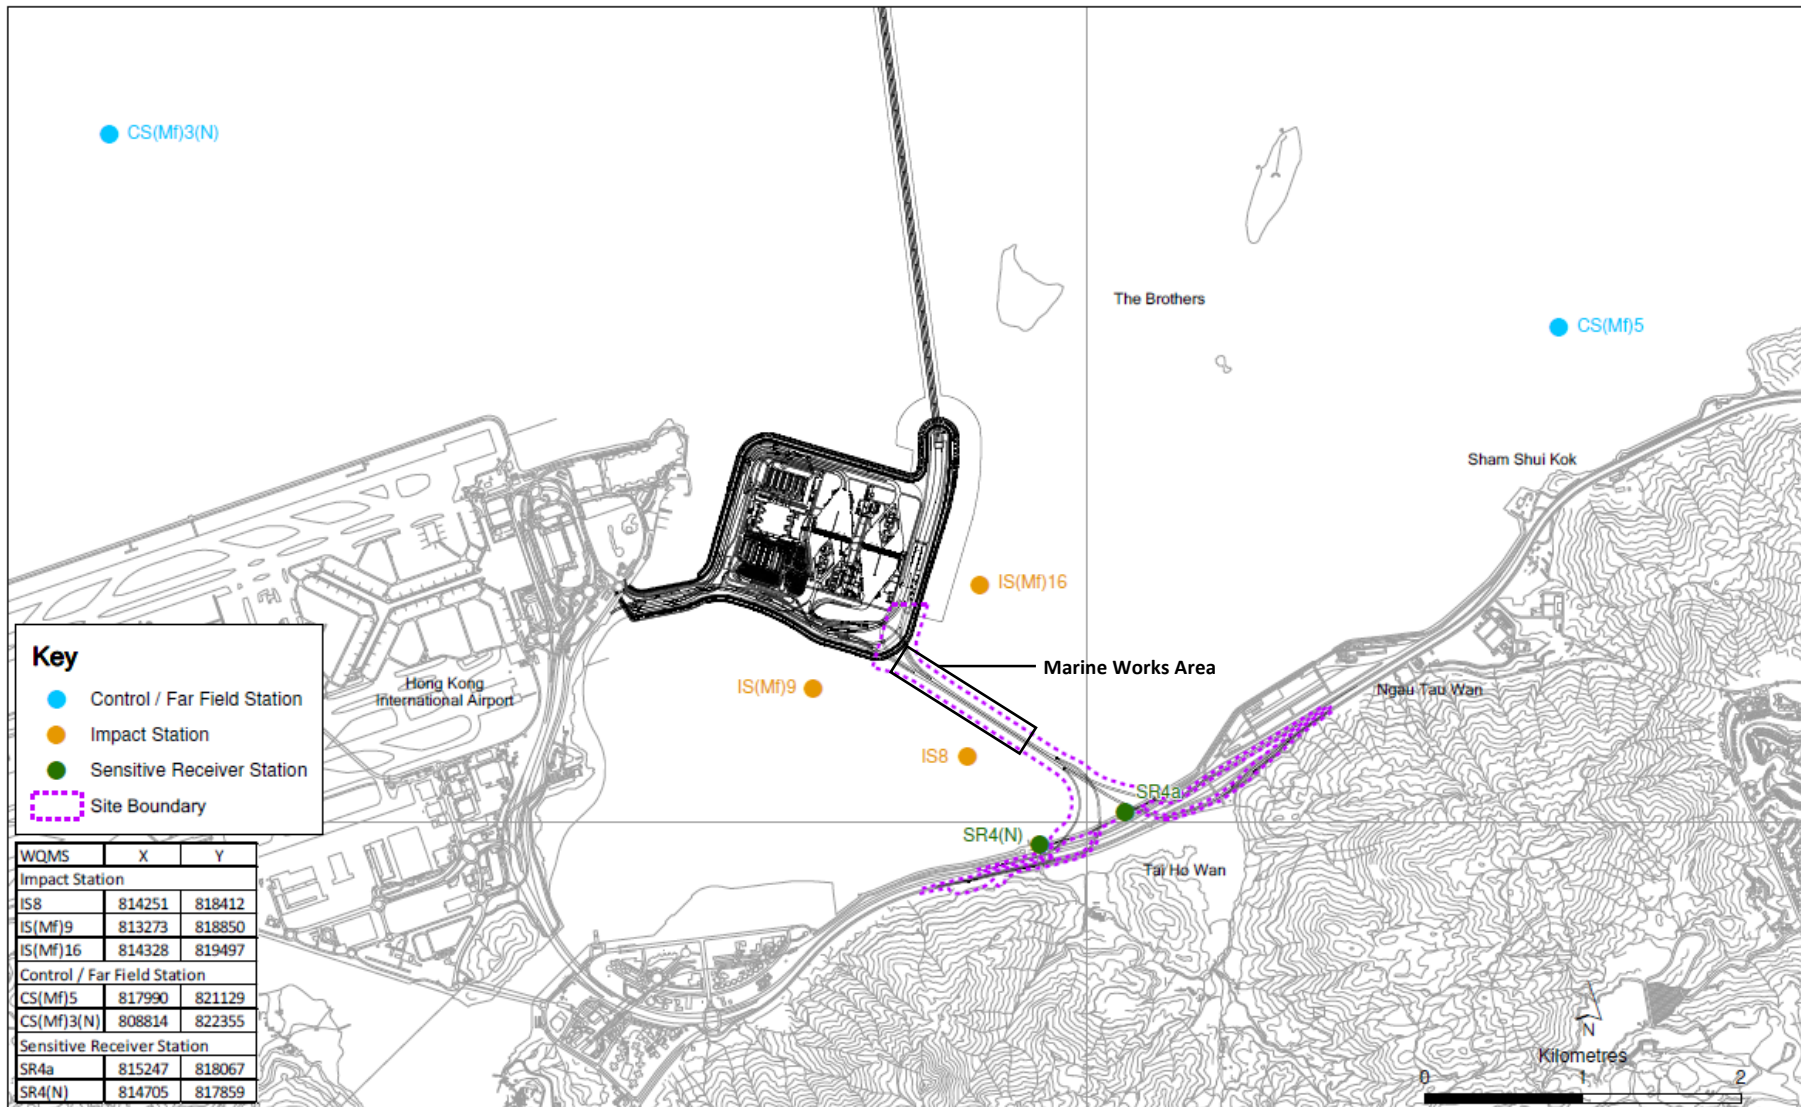 CS(Mf)3(N)
The Brothers
CS(Mf)5
Sham Shui Kok
IS(Mf)16
Marine Works Area
Ngau Tau Wan
IS(Mf)9
IS8
SR4a
SR4(N)
Tai Ho Wan
Hong Kong
International Airport
Key
Control / Far Field Station
Impact Station
Sensitive Receiver Station
Site Boundary
WQMS X Y
Impact Station
IS8 814251 818412
IS(Mf)9 813273 818850
IS(Mf)16 814328 819497
Control / Far Field Station
CS(Mf)5 817990 821129
CS(Mf)3(N) 808814 822355
Sensitive Receiver Station
SR4a 815247 818067
SR4(N) 814705 817859
N
Kilometres
0 1 2